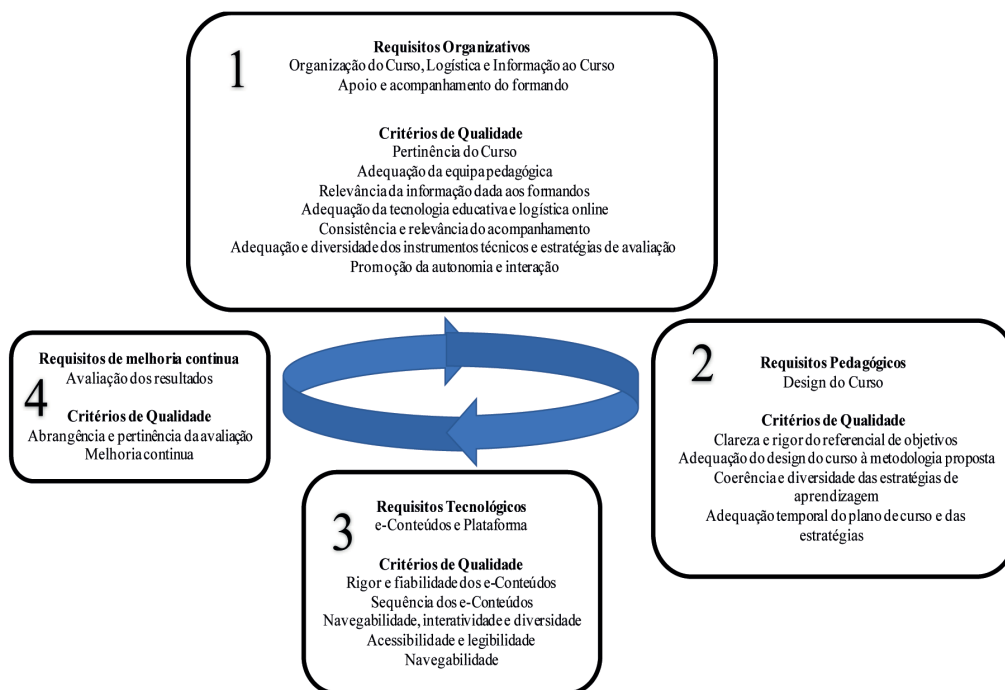 1
Requisitos Organizativos
Organização do Curso, Logística e Informação ao Curso
Apoio e acompanhamento do formando
Critérios de Qualidade
Pertinência do Curso
Adequação da equipa pedagógica
Relevância da informação dada aos formandos
Adequação da tecnologia educativa e logística online
Consistência e relevância do acompanhamento
Adequação e diversidade dos instrumentos técnicos e estratégias de avaliação
Promoção da autonomia e interação
2
Requisitos Pedagógicos
Design do Curso
Critérios de Qualidade
Clareza e rigor do referencial de objetivos
Adequação do design do curso à metodologia proposta
Coerência e diversidade das estratégias de
aprendizagem
Adequação temporal do plano de curso e das
estratégias
3
Requisitos Tecnológicos
e-Conteúdos e Plataforma
Critérios de Qualidade
Rigor e fiabilidade dos e-Conteúdos
Sequência dos e-Conteúdos
Navegabilidade, interatividade e diversidade
Acessibilidade e legibilidade
Navegabilidade
4
Requisitos de melhoria continua
Avaliação dos resultados
Critérios de Qualidade
Abrangência e pertinência da avaliação
Melhoria continua